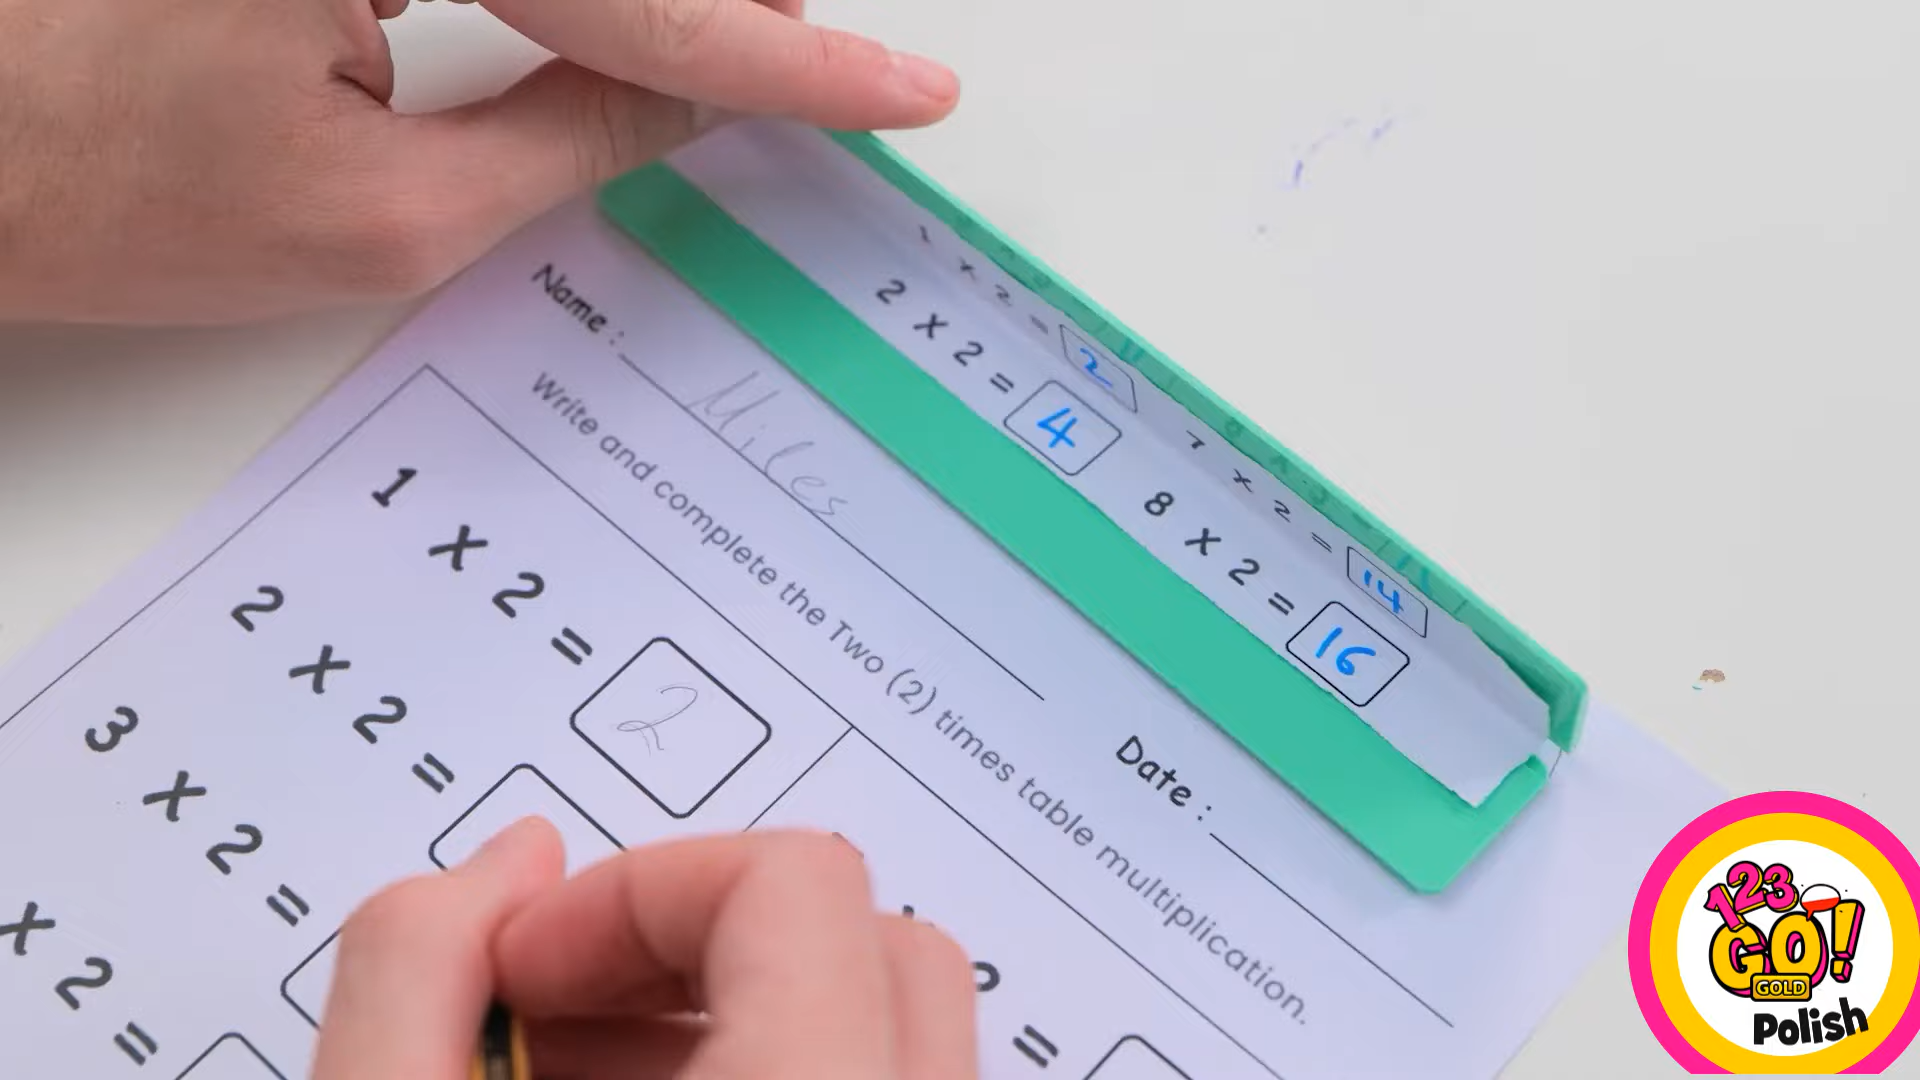 1 x 2 = 2
7 x 2 = 14
2 x 2 = 4
8 x 2 = 16
Name : Miles
Date :
Write and complete the Two (2) times table multiplication.
1 x 2 = 2
2 x 2 =
3 x 2 =
x 2 =
123
GO!
GOLD
Polish